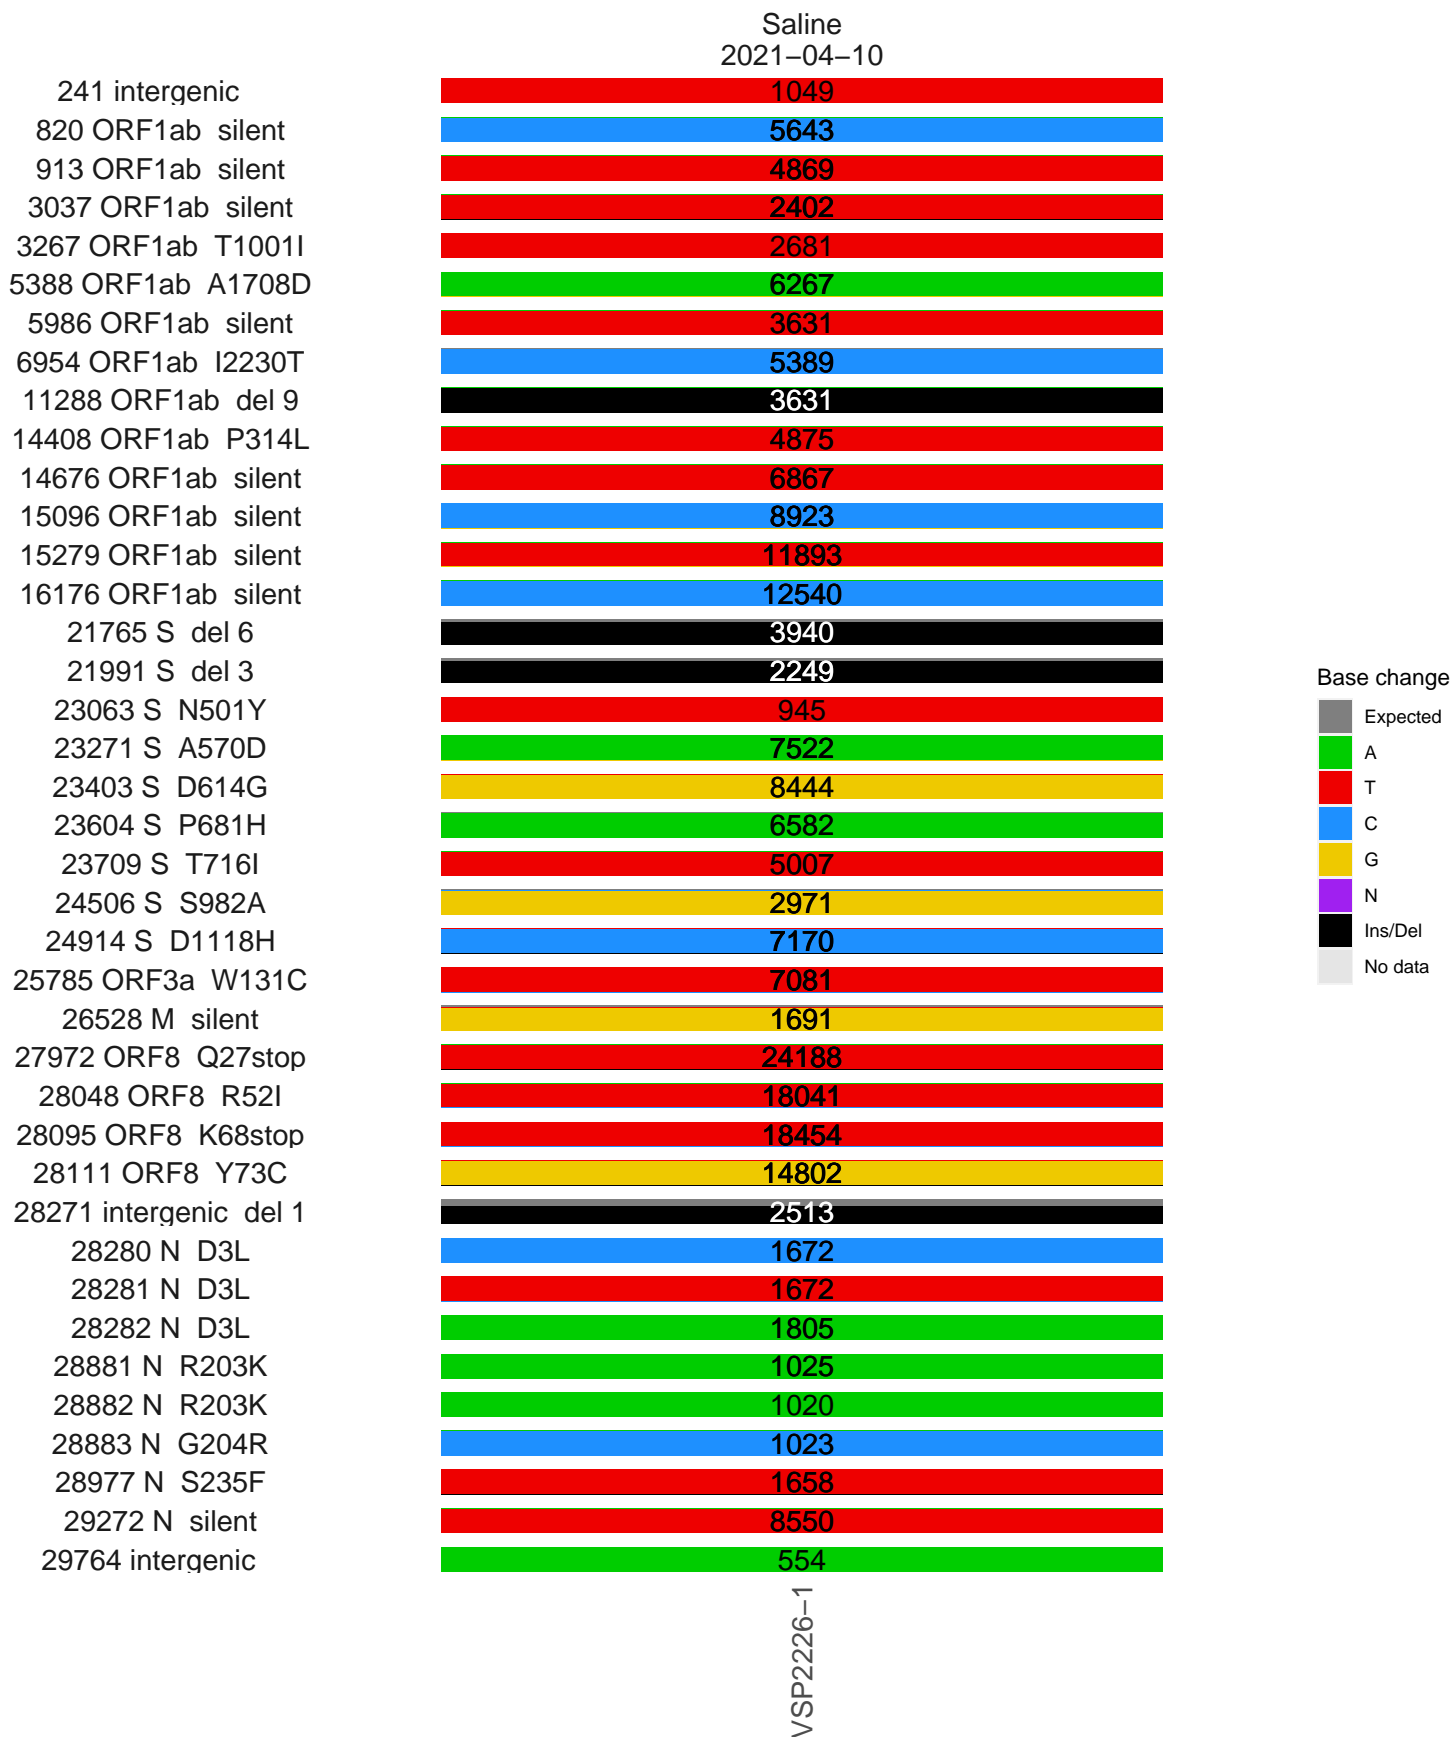 Saline
2021−04−10
241 intergenic 1049
820 ORF1ab silent 5643
913 ORF1ab silent 4869
3037 ORF1ab silent 2402
3267 ORF1ab T1001I 2681
5388 ORF1ab A1708D 6267
5986 ORF1ab silent 3631
6954 ORF1ab I2230T 5389
11288 ORF1ab del 9 3631
14408 ORF1ab P314L 4875
14676 ORF1ab silent 6867
15096 ORF1ab silent 8923
15279 ORF1ab silent 11893
16176 ORF1ab silent 12540
21765 S del 6 3940
21991 S del 3 2249
23063 S N501Y 945
23271 S A570D 7522
23403 S D614G 8444
23604 S P681H 6582
23709 S T716I 5007
24506 S S982A 2971
24914 S D1118H 7170
25785 ORF3a W131C 7081
26528 M silent 1691
27972 ORF8 Q27stop 24188
28048 ORF8 R52I 18041
28095 ORF8 K68stop 18454
28111 ORF8 Y73C 14802
28271 intergenic del 1 2513
28280 N D3L 1672
28281 N D3L 1672
28282 N D3L 1805
28881 N R203K 1025
28882 N R203K 1020
28883 N G204R 1023
28977 N S235F 1658
29272 N silent 8550
29764 intergenic 554
VSP2226−1
Base change
Expected
A
T
C
G
N
Ins/Del
No data